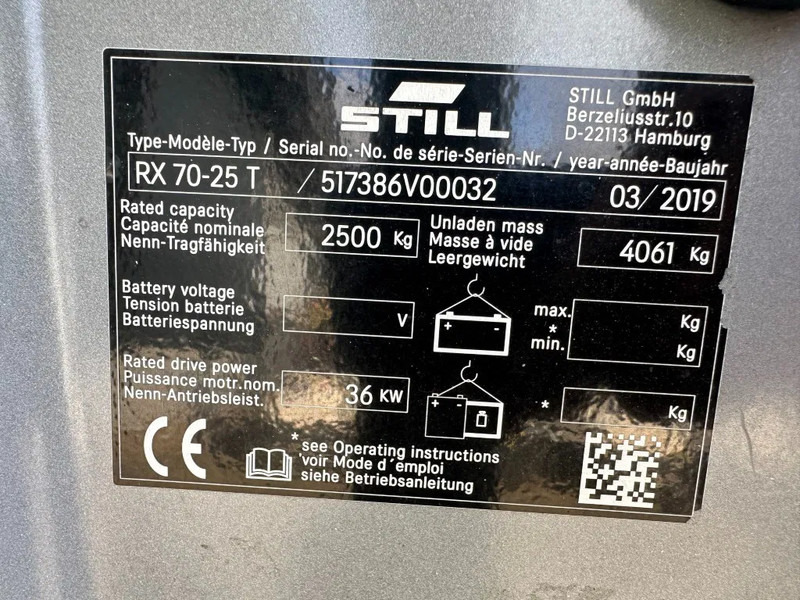 STILL
STILL GmbH
Berzeliusstr.10
D-22113 Hamburg
Type-Modèle-Typ / Serial no.-No. de série-Serien-Nr. / year-année-Baujahr
RX 70-25 T / 517386V00032 03/2019
Rated capacity
Capacité nominale
Nenn-Tragfähigkeit
2500 Kg
Unladen mass
Masse à vide
Leergewicht
4061 Kg
Battery voltage
Tension batterie
Batteriespannung
V
max.
*
min.
Kg
Kg
Rated drive power
Puissance motr.nom.
Nenn-Antriebsleist.
36 KW
* Kg
CE
*see Operating instructions
voir Mode d´emploi
siehe Betriebsanleitung